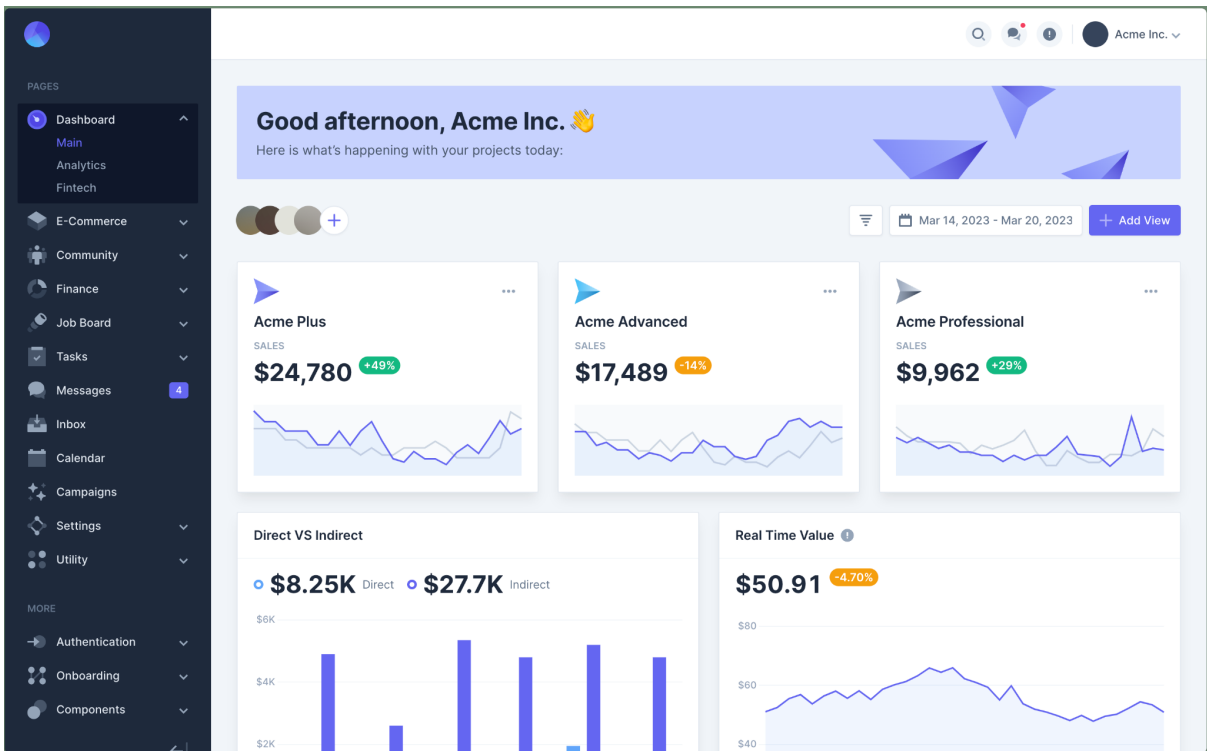 PAGES
Dashboard
Main
Analytics
Fintech
E-Commerce
Community
Finance
Job Board
Tasks
Messages 4
Inbox
Calendar
Campaigns
Settings
Utility
MORE
Authentication
Onboarding
Components
Acme Inc.
Good afternoon, Acme Inc. 👋
Here is what’s happening with your projects today:
Mar 14, 2023 - Mar 20, 2023
Add View
Acme Plus
SALES
$24,780 +49%
Acme Advanced
SALES
$17,489 -14%
Acme Professional
SALES
$9,962 +29%
Direct VS Indirect
$8.25K Direct $27.7K Indirect
$6K
$4K
$2K
Real Time Value
$50.91 -4.70%
$80
$60
$40